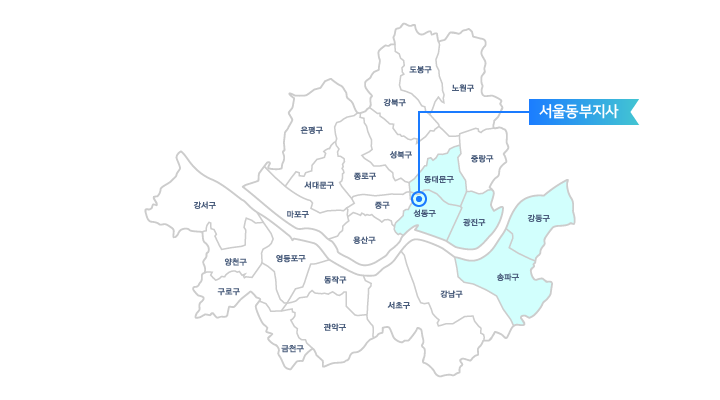 도봉구
노원구
강북구
서울동부지사
은평구
성북구
중랑구
종로구
동대문구
서대문구
강서구
마포구
중구
성동구
광진구
강동구
용산구
양천구
영등포구
동작구
송파구
구로구
강남구
서초구
관악구
금천구